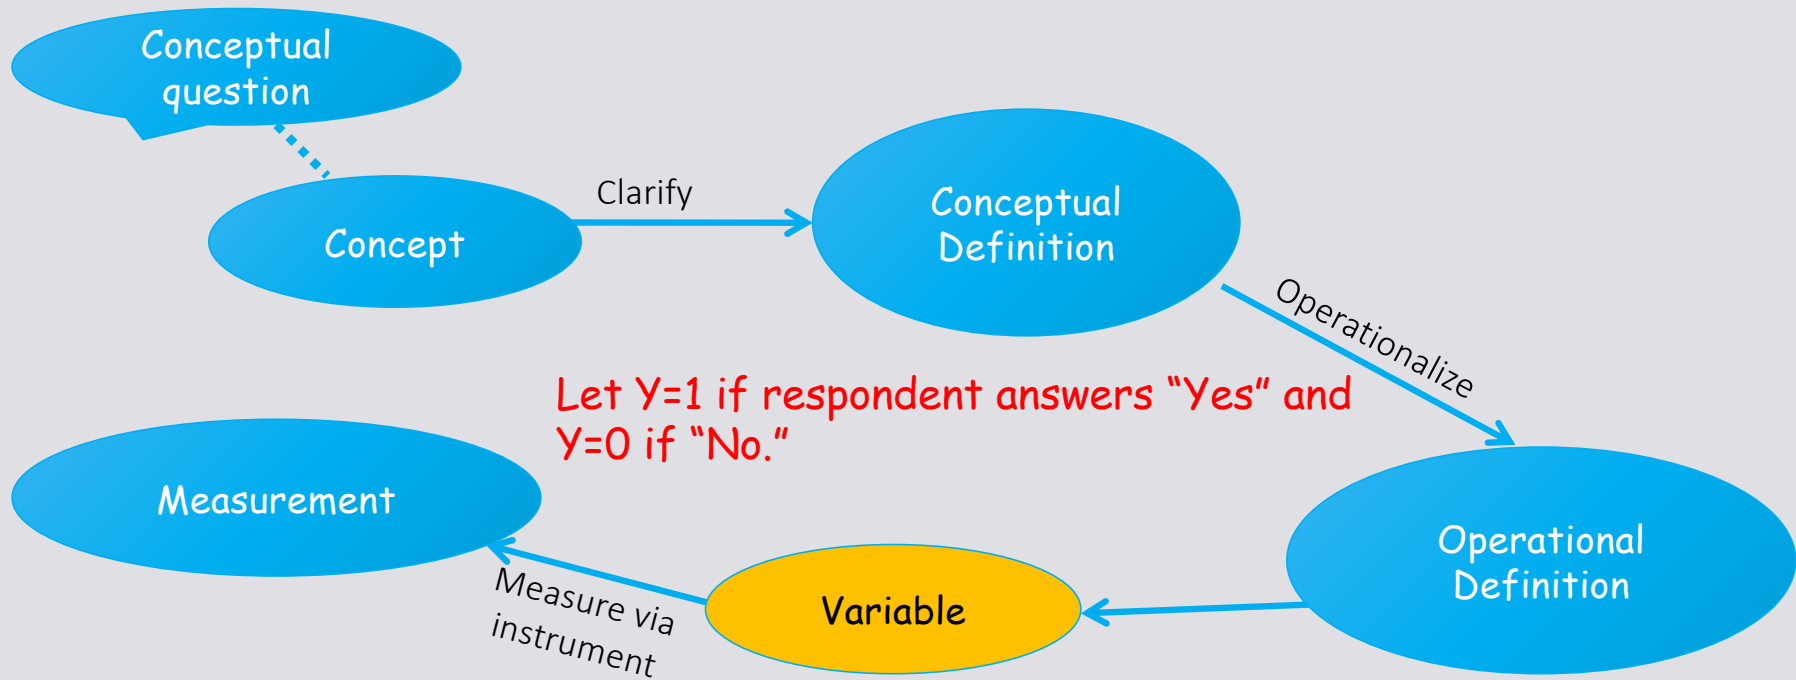 Conceptual
question
Concept
Clarify
Conceptual
Definition
Operationalize
Let Y=1 if respondent answers “Yes” and
Y=0 if “No.”
Measurement
Operational
Definition
Variable
Measure via
instrument